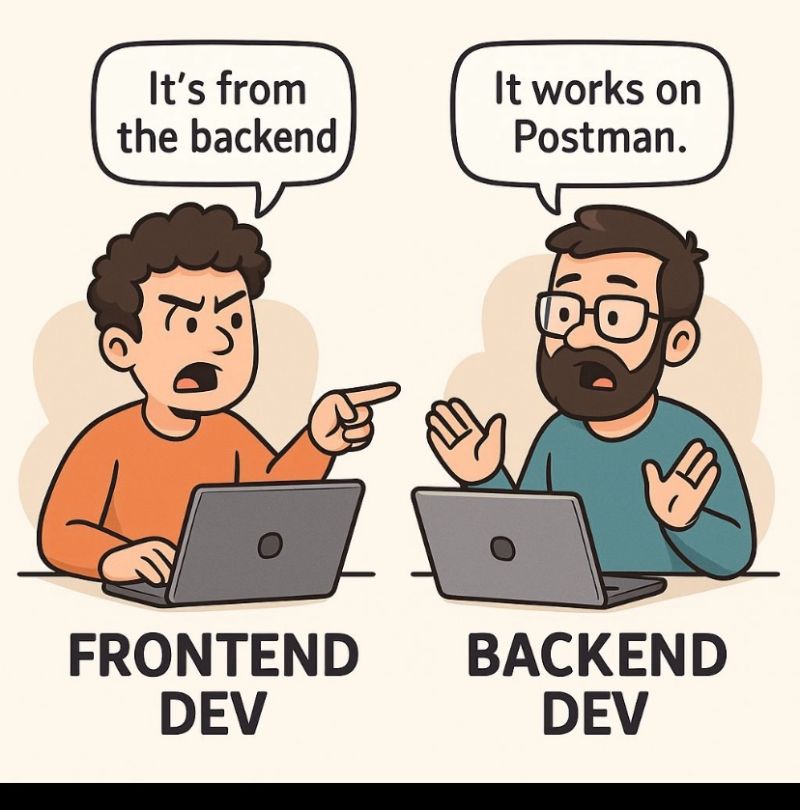 It's from
the backend
It works on
Postman.
FRONTEND
DEV
BACKEND
DEV